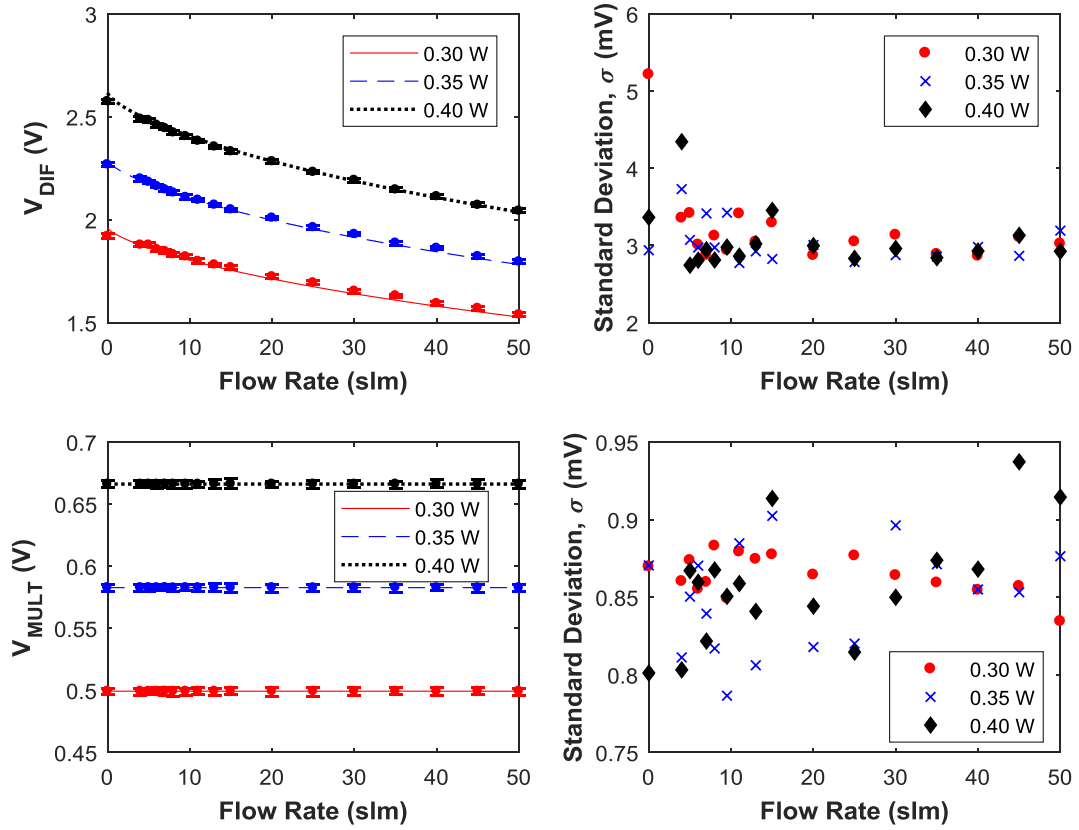 3
2.5
2
1.5
V_DIF (V)
0.30 W
0.35 W
0.40 W
0 10 20 30 40 50
Flow Rate (slm)
6
5
4
3
2
Standard Deviation, σ (mV)
0.30 W
0.35 W
0.40 W
0 10 20 30 40 50
Flow Rate (slm)
0.7
0.65
0.6
0.55
0.5
0.45
V_MULT (V)
0.30 W
0.35 W
0.40 W
0 10 20 30 40 50
Flow Rate (slm)
0.95
0.9
0.85
0.8
0.75
Standard Deviation, σ (mV)
0.30 W
0.35 W
0.40 W
0 10 20 30 40 50
Flow Rate (slm)